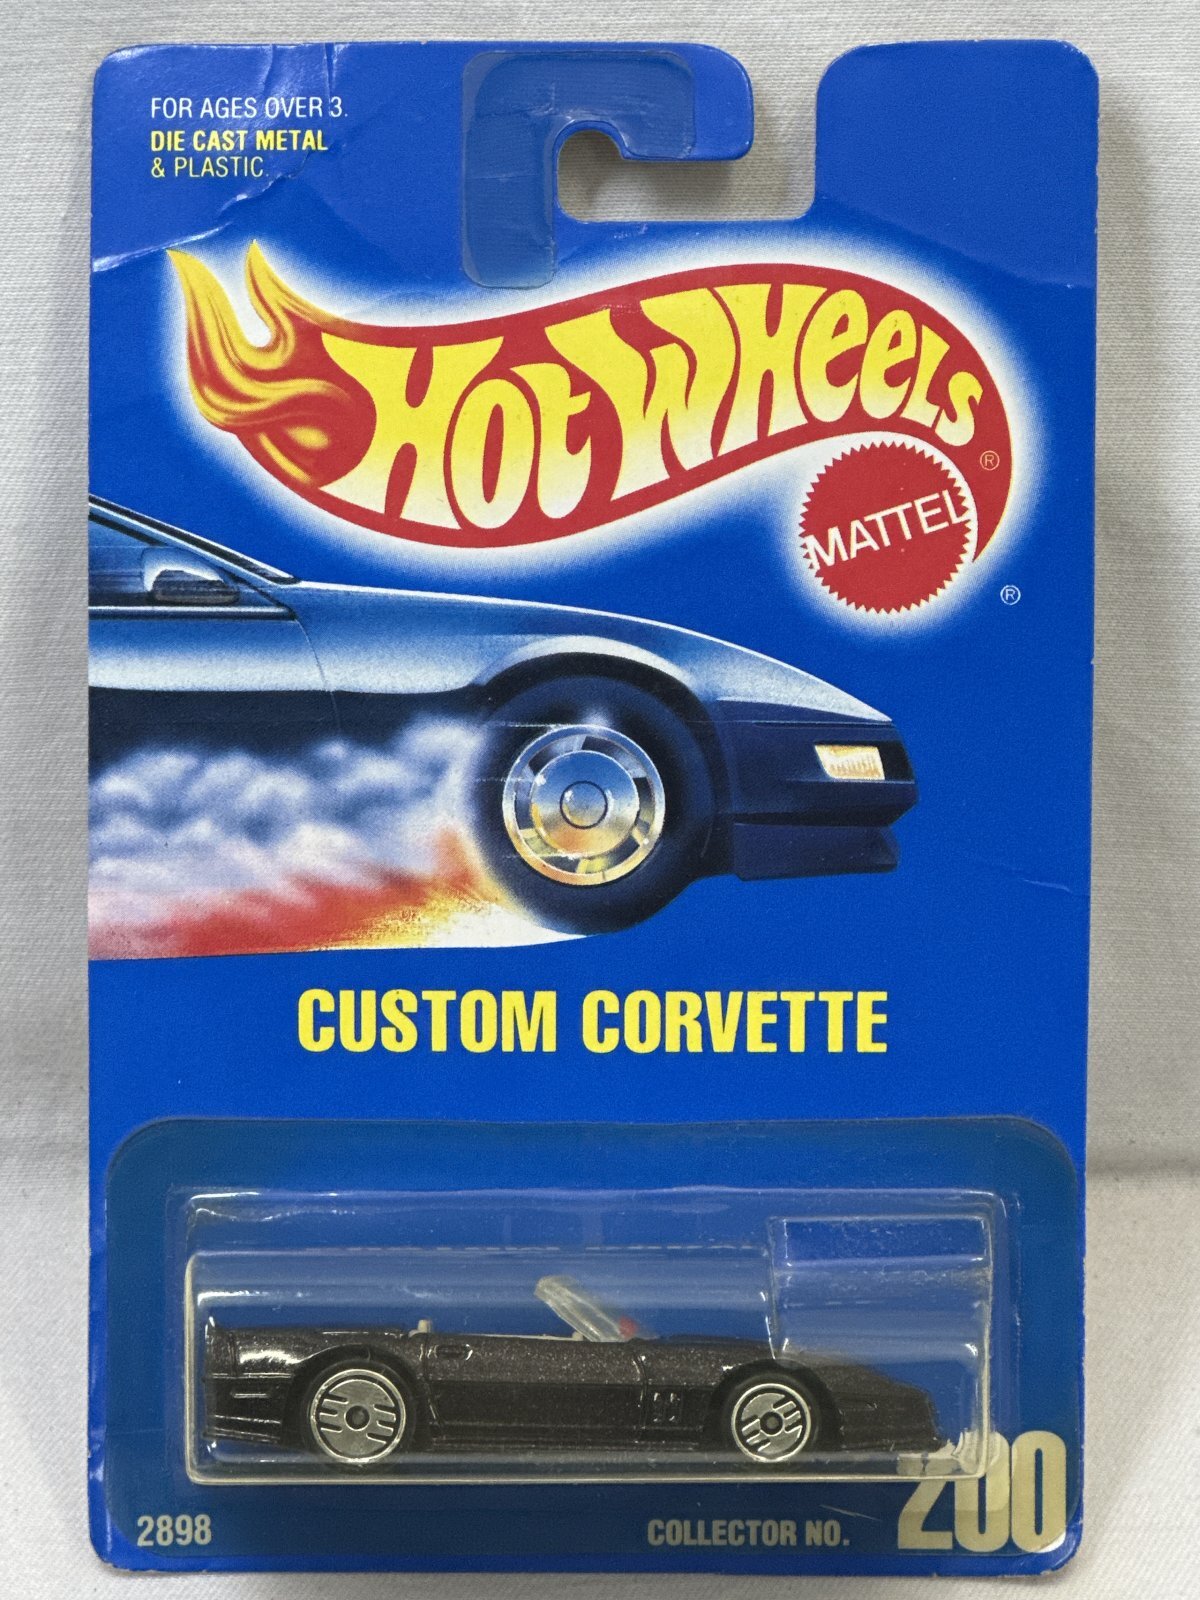 FOR AGES OVER 3.
DIE CAST METAL
& PLASTIC.
HOT WHEELS ®
MATTEL
®
CUSTOM CORVETTE
2898
COLLECTOR NO. 200